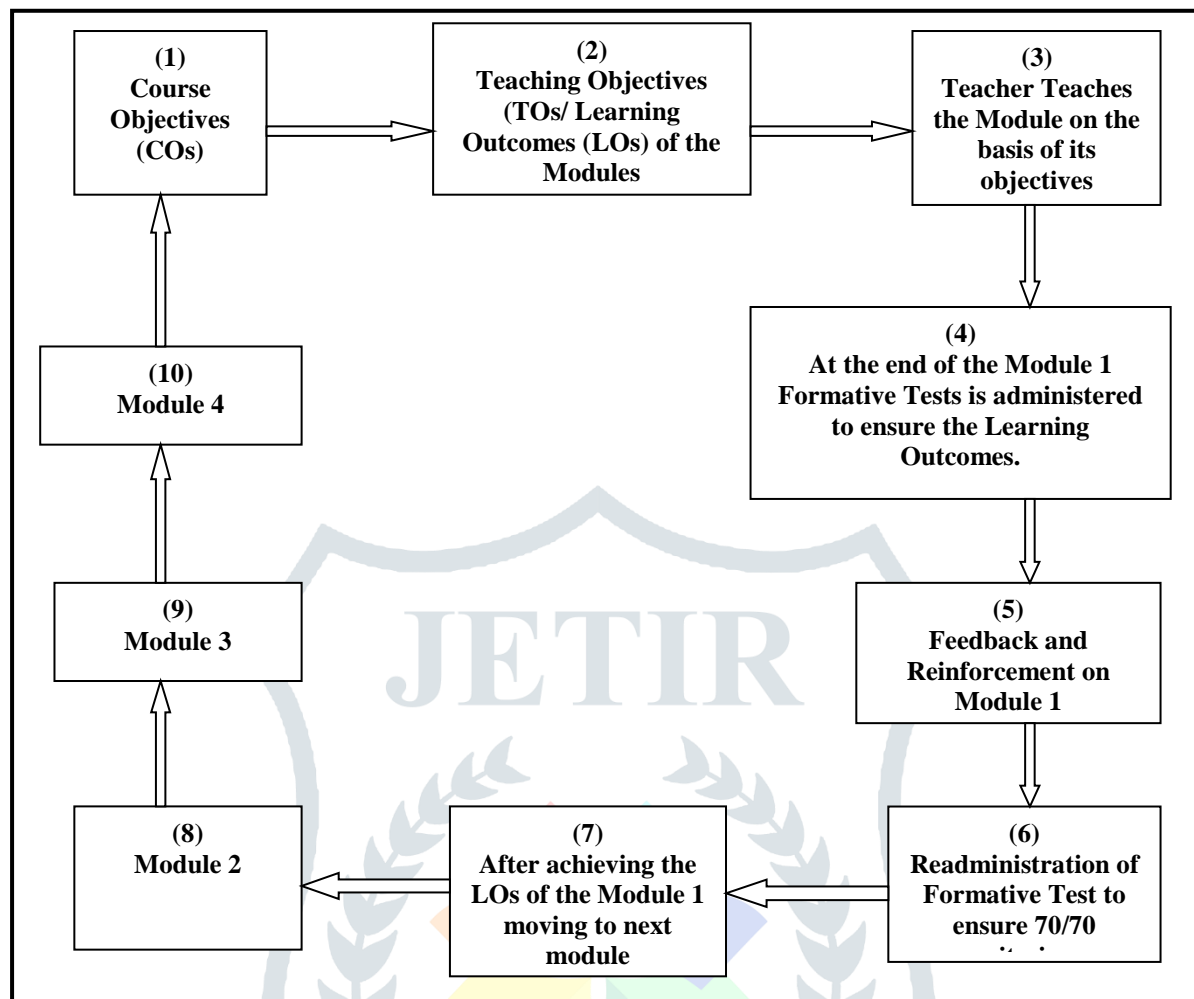 (1)
Course
Objectives
(COs)
(2)
Teaching Objectives
(TOs/ Learning
Outcomes (LOs) of the
Modules
(3)
Teacher Teaches
the Module on the
basis of its
objectives
(4)
At the end of the Module 1
Formative Tests is administered
to ensure the Learning
Outcomes.
(5)
Feedback and
Reinforcement on
Module 1
(6)
Readministration of
Formative Test to
ensure 70/70
(7)
After achieving the
LOs of the Module 1
moving to next
module
(8)
Module 2
(9)
Module 3
(10)
Module 4
JETIR